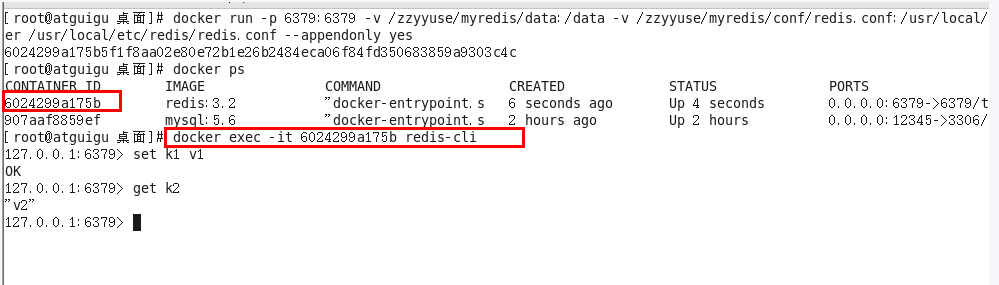 [root@atguigu 桌面]# docker run -p 6379:6379 -v /zzyyuse/myredis/data:/data -v /zzyyuse/myredis/conf/redis.conf:/usr/local/
er /usr/local/etc/redis/redis.conf --appendonly yes
6024299a175b5f1f8aa02e80e72b1e26b2484eca06f84fd350683859a9303c4c
[root@atguigu 桌面]# docker ps
CONTAINER ID IMAGE COMMAND CREATED STATUS PORTS
6024299a175b redis:3.2 "docker-entrypoint.s 6 seconds ago Up 4 seconds 0.0.0.0:6379->6379/t
907aaf8859ef mysql:5.6 "docker-entrypoint.s 2 hours ago Up 2 hours 0.0.0.0:12345->3306/
[root@atguigu 桌面]# docker exec -it 6024299a175b redis-cli
127.0.0.1:6379> set k1 v1
OK
127.0.0.1:6379> get k2
"v2"
127.0.0.1:6379>